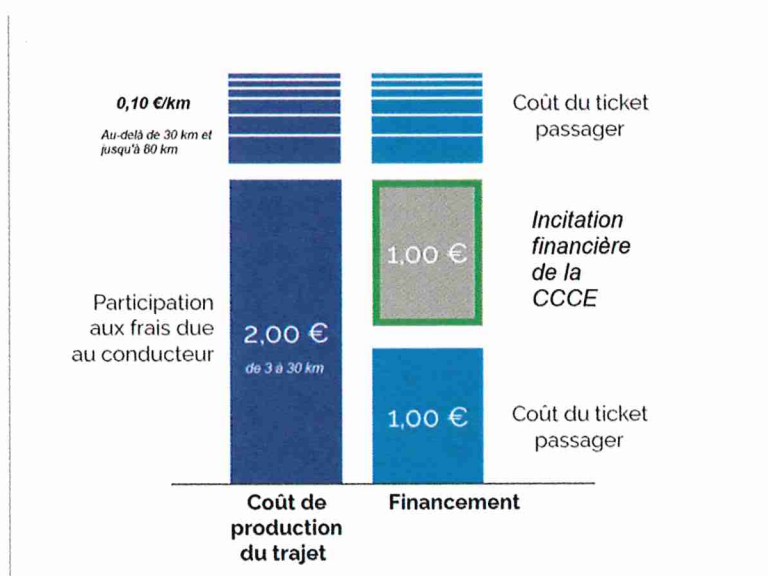 0,10 €/km
Au-delà de 30 km et
jusqu'à 80 km
Coût du ticket
passager
Participation
aux frais due
au conducteur
2,00 €
de 3 à 30 km
1,00 €
Incitation
financière
de la
CCCE
1,00 €
Coût du ticket
passager
Coût de
production
du trajet
Financement